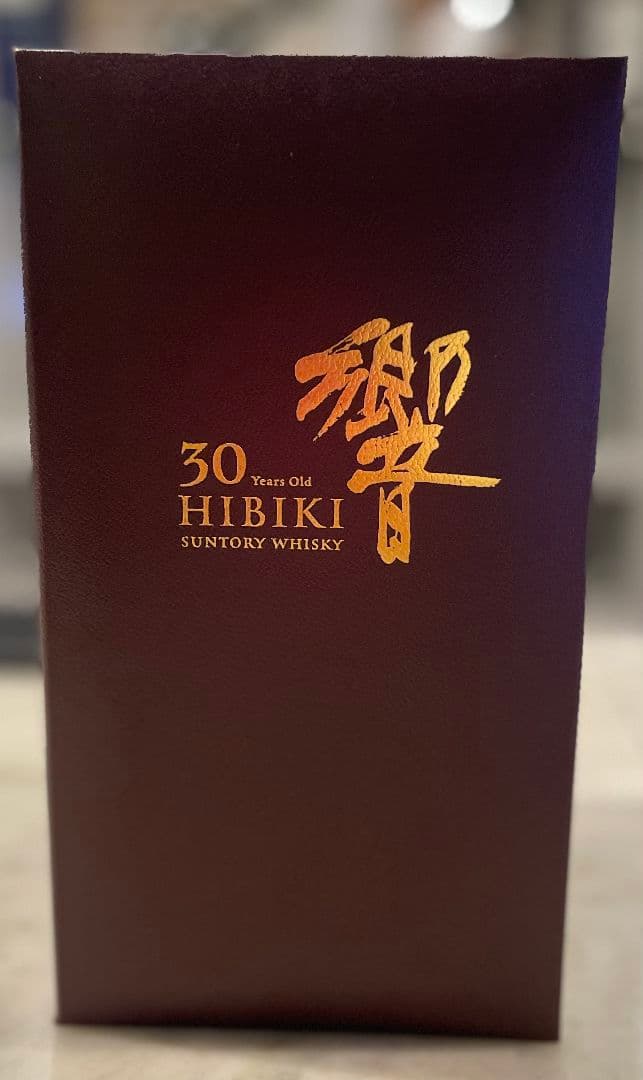 響
30 Years Old
HIBIKI
SUNTORY WHISKY